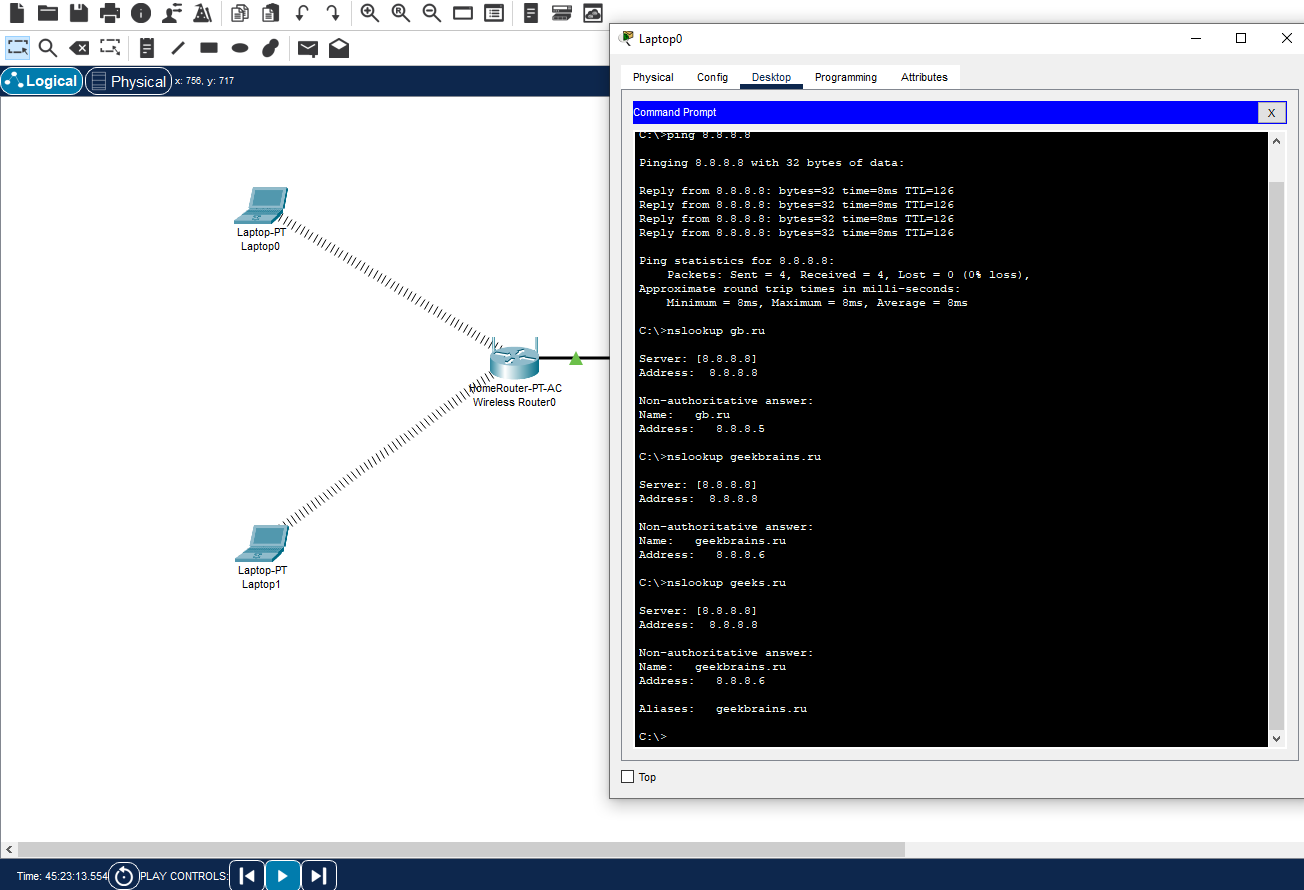 Logical
Physical
x: 756, y: 717
Laptop-PT
Laptop0
HomeRouter-PT-AC
Wireless Router0
Laptop-PT
Laptop1
Laptop0
Physical
Config
Desktop
Programming
Attributes
Command Prompt
X
C:\>ping 8.8.8.8
Pinging 8.8.8.8 with 32 bytes of data:
Reply from 8.8.8.8: bytes=32 time=8ms TTL=126
Reply from 8.8.8.8: bytes=32 time=8ms TTL=126
Reply from 8.8.8.8: bytes=32 time=8ms TTL=126
Reply from 8.8.8.8: bytes=32 time=8ms TTL=126
Ping statistics for 8.8.8.8:
Packets: Sent = 4, Received = 4, Lost = 0 (0% loss),
Approximate round trip times in milli-seconds:
Minimum = 8ms, Maximum = 8ms, Average = 8ms
C:\>nslookup gb.ru
Server: [8.8.8.8]
Address: 8.8.8.8
Non-authoritative answer:
Name: gb.ru
Address: 8.8.8.5
C:\>nslookup geekbrains.ru
Server: [8.8.8.8]
Address: 8.8.8.8
Non-authoritative answer:
Name: geekbrains.ru
Address: 8.8.8.6
C:\>nslookup geeks.ru
Server: [8.8.8.8]
Address: 8.8.8.8
Non-authoritative answer:
Name: geekbrains.ru
Address: 8.8.8.6
Aliases: geekbrains.ru
C:\>
Top
Time: 45:23:13.554
PLAY CONTROLS: